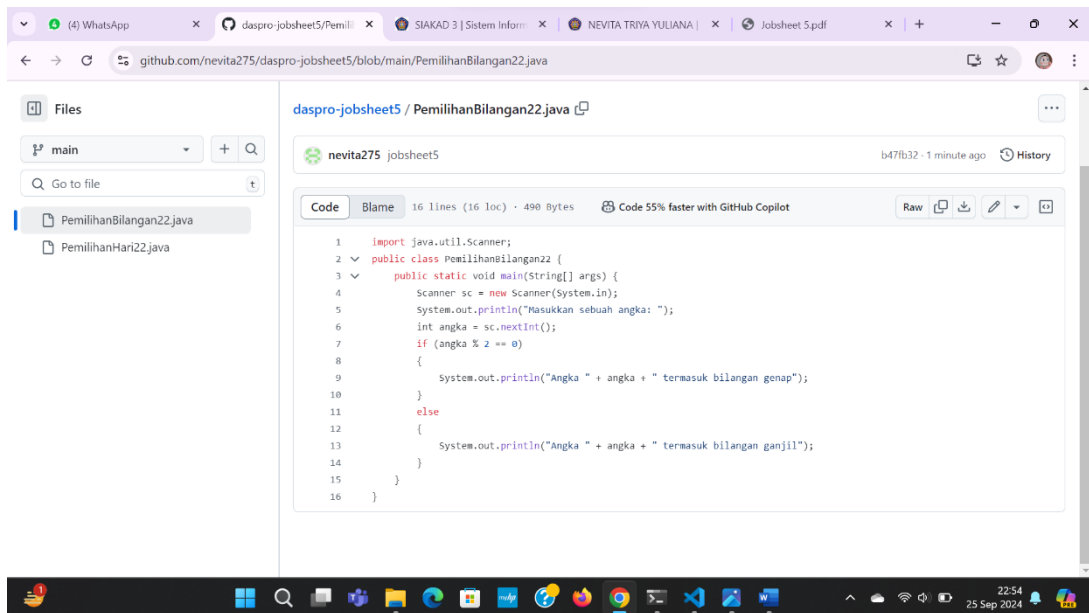 (4) WhatsApp
daspro-jobsheet5/Pemili
SIAKAD 3 | Sistem Inform
NEVITA TRIYA YULIANA |
Jobsheet 5.pdf
github.com/nevita275/daspro-jobsheet5/blob/main/PemilihanBilangan22.java
Files
daspro-jobsheet5 / PemilihanBilangan22.java
main
nevita275 jobsheet5
b47fb32 · 1 minute ago
History
Go to file
t
Code
Blame
16 lines (16 loc) · 490 Bytes
Code 55% faster with GitHub Copilot
Raw
PemilihanBilangan22.java
PemilihanHari22.java
1 import java.util.Scanner;
2 public class PemilihanBilangan22 {
3 public static void main(String[] args) {
4 Scanner sc = new Scanner(System.in);
5 System.out.println("Masukkan sebuah angka: ");
6 int angka = sc.nextInt();
7 if (angka % 2 == 0)
8 {
9 System.out.println("Angka " + angka + " termasuk bilangan genap");
10 }
11 else
12 {
13 System.out.println("Angka " + angka + " termasuk bilangan ganjil");
14 }
15 }
16 }
22:54
25 Sep 2024